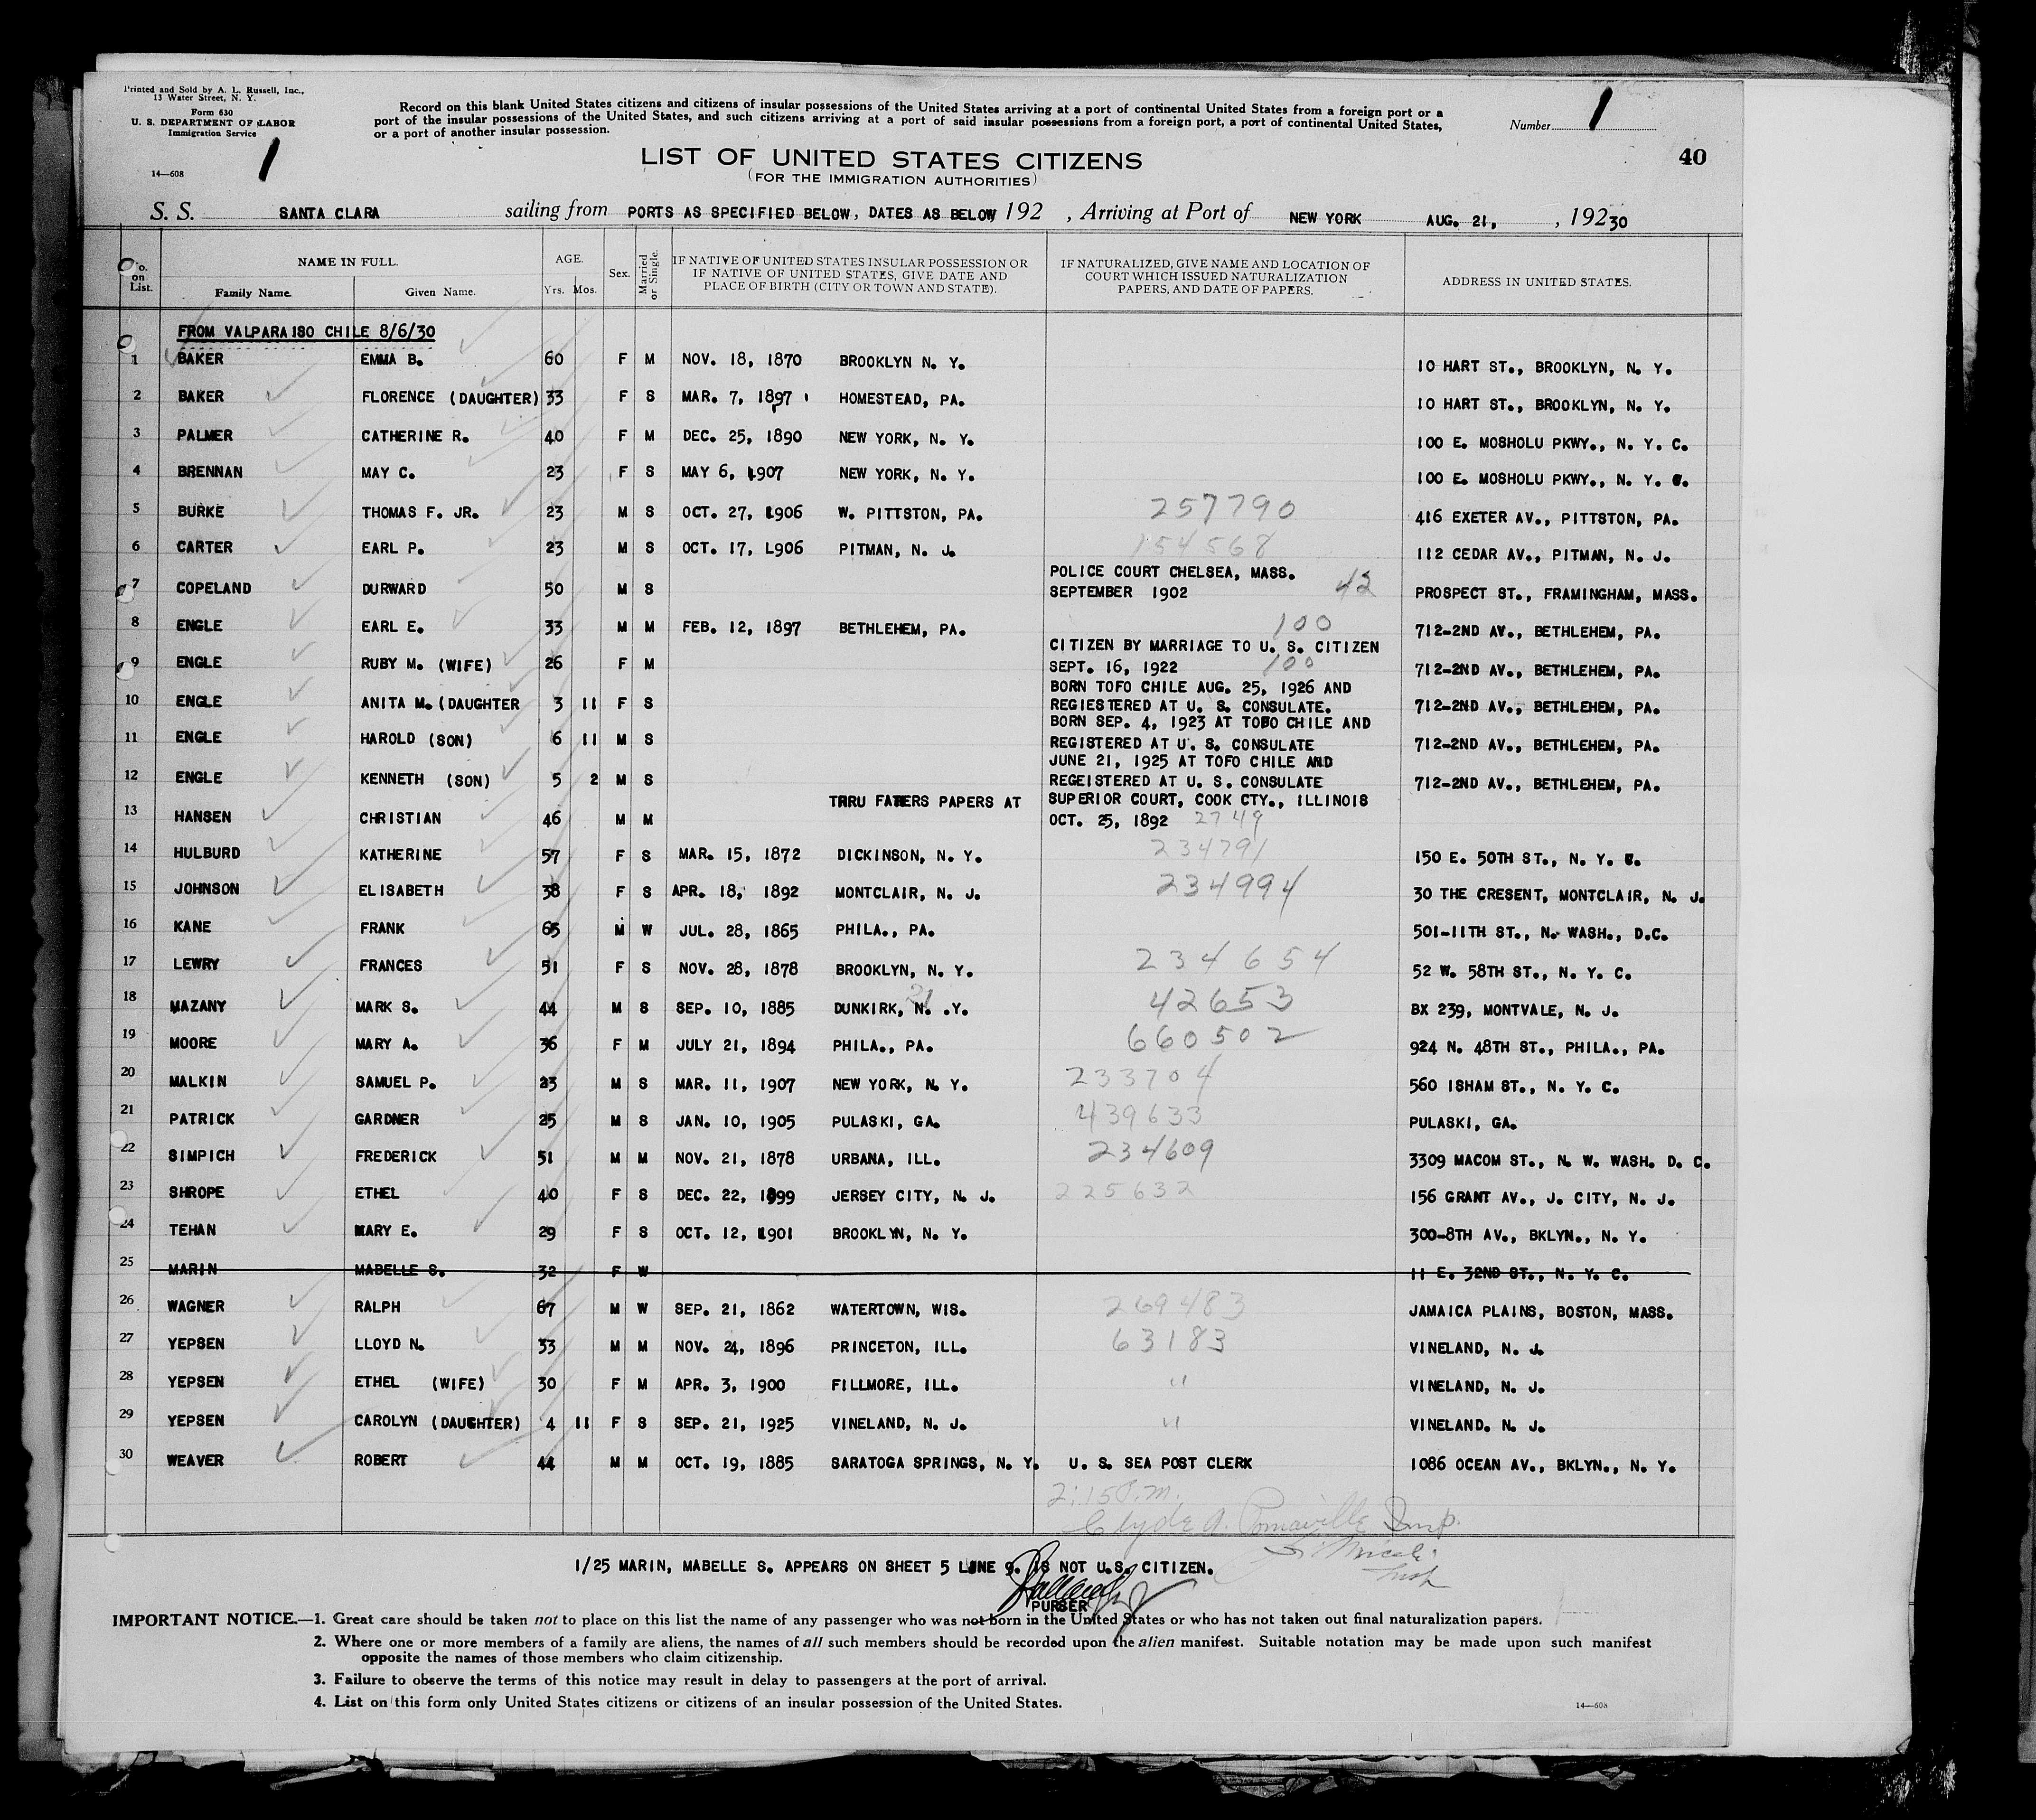 Printed and Sold by A. L. Russell, Inc.,
13 Water Street, N. Y.
Form 630
U. S. DEPARTMENT OF LABOR
Immigration Service
14—608
1
Record on this blank United States citizens and citizens of insular possessions of the United States arriving at a port of continental United States from a foreign port or a
port of the insular possessions of the United States, and such citizens arriving at a port of said insular possessions from a foreign port, a port of continental United States,
or a port of another insular possession.
Number 1
40
LIST OF UNITED STATES CITIZENS
(FOR THE IMMIGRATION AUTHORITIES)
S. S. SANTA CLARA sailing from PORTS AS SPECIFIED BELOW, DATES AS BELOW 192 , Arriving at Port of NEW YORK AUG. 21, , 19230
No. on List. NAME IN FULL. Family Name. Given Name. AGE. Yrs. Mos. Sex. Married or Single. IF NATIVE OF UNITED STATES INSULAR POSSESSION OR IF NATIVE OF UNITED STATES, GIVE DATE AND PLACE OF BIRTH (CITY OR TOWN AND STATE). IF NATURALIZED, GIVE NAME AND LOCATION OF COURT WHICH ISSUED NATURALIZATION PAPERS, AND DATE OF PAPERS. ADDRESS IN UNITED STATES.
FROM VALPARAISO CHILE 8/6/30
1 BAKER EMMA B. 60 F M NOV. 18, 1870 BROOKLYN N. Y. 10 HART ST., BROOKLYN, N. Y.
2 BAKER FLORENCE (DAUGHTER) 33 F S MAR. 7, 1897 HOMESTEAD, PA. 10 HART ST., BROOKLYN, N. Y.
3 PALMER CATHERINE R. 40 F M DEC. 25, 1890 NEW YORK, N. Y. 100 E. MOSHOLU PKWY., N. Y. C.
4 BRENNAN MAY C. 23 F S MAY 6, 1907 NEW YORK, N. Y. 100 E. MOSHOLU PKWY., N. Y. C.
5 BURKE THOMAS F. JR. 23 M S OCT. 27, 1906 W. PITTSTON, PA. 257790 416 EXETER AV., PITTSTON, PA.
6 CARTER EARL P. 23 M S OCT. 17, L906 PITMAN, N. J. 154568 112 CEDAR AV., PITMAN, N. J.
POLICE COURT CHELSEA, MASS.
7 COPELAND DURWARD 50 M S SEPTEMBER 1902 42 PROSPECT ST., FRAMINGHAM, MASS.
8 ENGLE EARL E. 33 M M FEB. 12, 1897 BETHLEHEM, PA. 100 712-2ND AV., BETHLEHEM, PA.
CITIZEN BY MARRIAGE TO U. S. CITIZEN
9 ENGLE RUBY M. (WIFE) 26 F M SEPT. 16, 1922 100 712-2ND AV., BETHLEHEM, PA.
BORN TOFO CHILE AUG. 25, 1926 AND
10 ENGLE ANITA M. (DAUGHTER 3 11 F S REGIESTERED AT U. S. CONSULATE. 712-2ND AV., BETHLEHEM, PA.
BORN SEP. 4, 1923 AT TOFO CHILE AND
11 ENGLE HAROLD (SON) 6 11 M S REGISTERED AT U. S. CONSULATE 712-2ND AV., BETHLEHEM, PA.
JUNE 21, 1925 AT TOFO CHILE AND
12 ENGLE KENNETH (SON) 5 2 M S REGEISTERED AT U. S. CONSULATE 712-2ND AV., BETHLEHEM, PA.
THRU FATERS PAPERS AT SUPERIOR COURT, COOK CTY., ILLINOIS
13 HANSEN CHRISTIAN 46 M M OCT. 25, 1892 2749
14 HULBURD KATHERINE 57 F S MAR. 15, 1872 DICKINSON, N. Y. 234791 150 E. 50TH ST., N. Y. C.
15 JOHNSON ELISABETH 38 F S APR. 18, 1892 MONTCLAIR, N. J. 234994 30 THE CRESENT, MONTCLAIR, N. J.
16 KANE FRANK 65 M W JUL. 28, 1865 PHILA., PA. 501-11TH ST., N. WASH., D.C.
17 LEWRY FRANCES 51 F S NOV. 28, 1878 BROOKLYN, N. Y. 234654 52 W. 58TH ST., N. Y. C.
18 MAZANY MARK S. 44 M S SEP. 10, 1885 DUNKIRK, N. Y. 21 42653 BX 239, MONTVALE, N. J.
19 MOORE MARY A. 36 F M JULY 21, 1894 PHILA., PA. 660502 924 N. 48TH ST., PHILA., PA.
20 MALKIN SAMUEL P. 23 M S MAR. 11, 1907 NEW YORK, N. Y. 233704 560 ISHAM ST., N. Y. C.
21 PATRICK GARDNER 25 M S JAN. 10, 1905 PULASKI, GA. 439633 PULASKI, GA.
22 SIMPICH FREDERICK 51 M M NOV. 21, 1878 URBANA, ILL. 234609 3309 MACOM ST., N. W. WASH. D. C.
23 SHROPE ETHEL 40 F S DEC. 22, 1899 JERSEY CITY, N. J. 225632 156 GRANT AV., J. CITY, N. J.
24 TEHAN MARY E. 29 F S OCT. 12, 1901 BROOKLYN, N. Y. 300-8TH AV., BKLYN., N. Y.
25 MARIN MABELLE S. 32 F W 11 E. 32ND ST., N. Y. C.
26 WAGNER RALPH 67 M W SEP. 21, 1862 WATERTOWN, WIS. 269483 JAMAICA PLAINS, BOSTON, MASS.
27 YEPSEN LLOYD N. 33 M M NOV. 24, 1896 PRINCETON, ILL. 63183 VINELAND, N. J.
28 YEPSEN ETHEL (WIFE) 30 F M APR. 3, 1900 FILLMORE, ILL. " VINELAND, N. J.
29 YEPSEN CAROLYN (DAUGHTER) 4 11 F S SEP. 21, 1925 VINELAND, N. J. " VINELAND. N. J.
30 WEAVER ROBERT 44 M M OCT. 19, 1885 SARATOGA SPRINGS, N. Y. U. S. SEA POST CLERK 1086 OCEAN AV., BKLYN., N. Y.
2:15 P.m.
Clyde A. Insp.
1/25 MARIN, MABELLE S. APPEARS ON SHEET 5 LINE 9. IS NOT U.S. CITIZEN.
PURSER
IMPORTANT NOTICE.—1. Great care should be taken not to place on this list the name of any passenger who was not born in the United States or who has not taken out final naturalization papers.
2. Where one or more members of a family are aliens, the names of all such members should be recorded upon the alien manifest. Suitable notation may be made upon such manifest
opposite the names of those members who claim citizenship.
3. Failure to observe the terms of this notice may result in delay to passengers at the port of arrival.
4. List on this form only United States citizens or citizens of an insular possession of the United States.
14—608